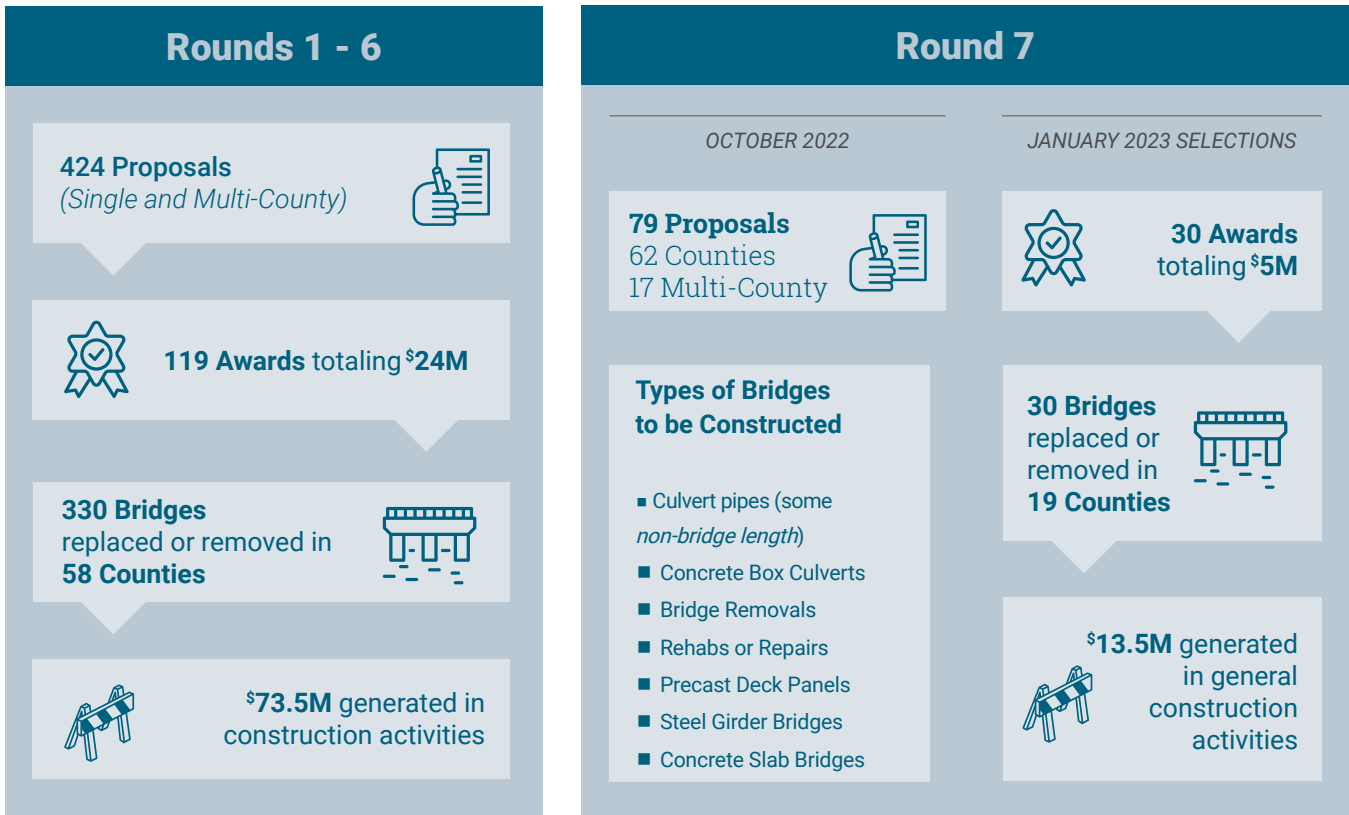 Rounds 1 - 6
424 Proposals
(Single and Multi-County)
119 Awards totaling $24M
330 Bridges
replaced or removed in
58 Counties
$73.5M generated in
construction activities
Round 7
OCTOBER 2022
79 Proposals
62 Counties
17 Multi-County
Types of Bridges
to be Constructed
■ Culvert pipes (some
non-bridge length)
■ Concrete Box Culverts
■ Bridge Removals
■ Rehabs or Repairs
■ Precast Deck Panels
■ Steel Girder Bridges
■ Concrete Slab Bridges
JANUARY 2023 SELECTIONS
30 Awards
totaling $5M
30 Bridges
replaced or
removed in
19 Counties
$13.5M generated
in general
construction
activities